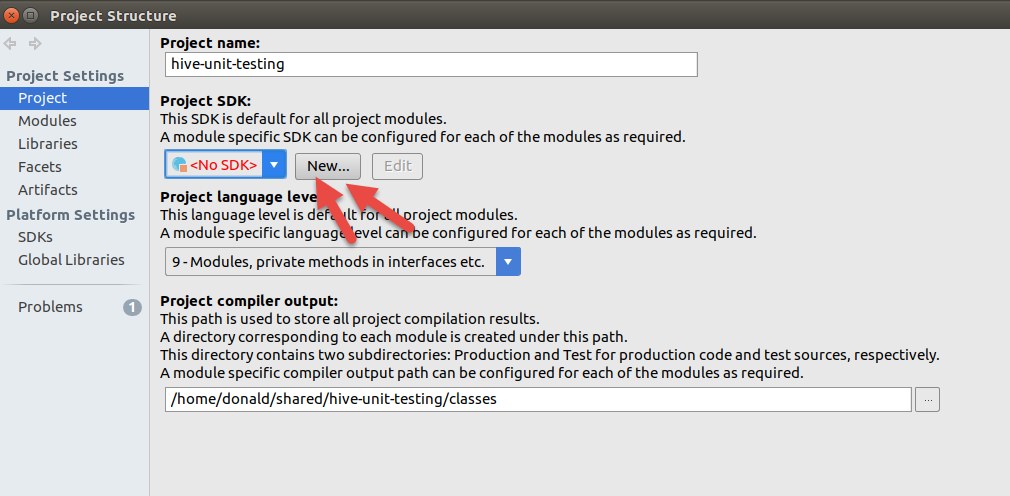 Project Structure
Project name:
hive-unit-testing
Project Settings
Project
Modules
Libraries
Facets
Artifacts
Platform Settings
SDKs
Global Libraries
Problems 1
Project SDK:
This SDK is default for all project modules.
A module specific SDK can be configured for each of the modules as required.
<No SDK> New... Edit
Project language leve
This language level is default for all project modules.
A module specific language level can be configured for each of the modules as required.
9 - Modules, private methods in interfaces etc.
Project compiler output:
This path is used to store all project compilation results.
A directory corresponding to each module is created under this path.
This directory contains two subdirectories: Production and Test for production code and test sources, respectively.
A module specific compiler output path can be configured for each of the modules as required.
/home/donald/shared/hive-unit-testing/classes ...